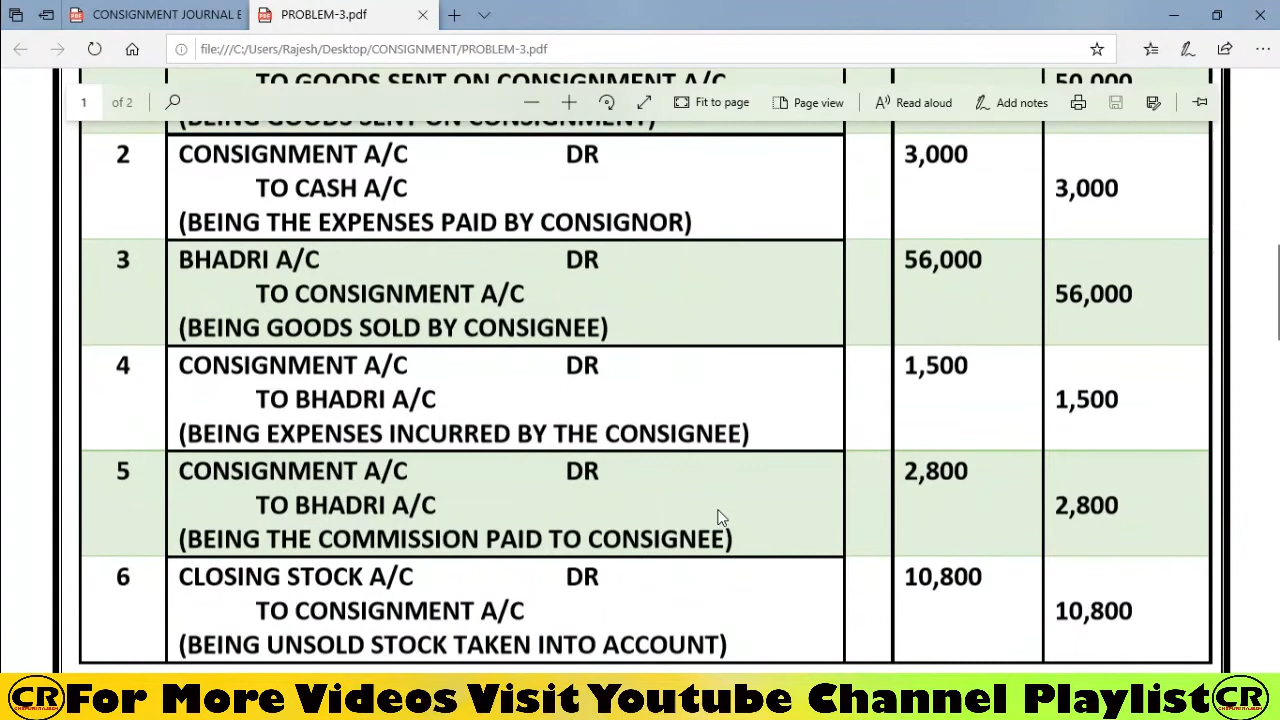 CONSIGNMENT JOURNAL E
PROBLEM-3.pdf
file:///C:/Users/Rajesh/Desktop/CONSIGNMENT/PROBLEM-3.pdf
TO GOODS SENT ON CONSIGNMENT A/C 50,000
1 of 2 Fit to page Page view Read aloud Add notes
(BEING GOODS SENT ON CONSIGNMENT)
2 CONSIGNMENT A/C DR 3,000
TO CASH A/C 3,000
(BEING THE EXPENSES PAID BY CONSIGNOR)
3 BHADRI A/C DR 56,000
TO CONSIGNMENT A/C 56,000
(BEING GOODS SOLD BY CONSIGNEE)
4 CONSIGNMENT A/C DR 1,500
TO BHADRI A/C 1,500
(BEING EXPENSES INCURRED BY THE CONSIGNEE)
5 CONSIGNMENT A/C DR 2,800
TO BHADRI A/C 2,800
(BEING THE COMMISSION PAID TO CONSIGNEE)
6 CLOSING STOCK A/C DR 10,800
TO CONSIGNMENT A/C 10,800
(BEING UNSOLD STOCK TAKEN INTO ACCOUNT)
CR For More Videos Visit Youtube Channel Playlist CR